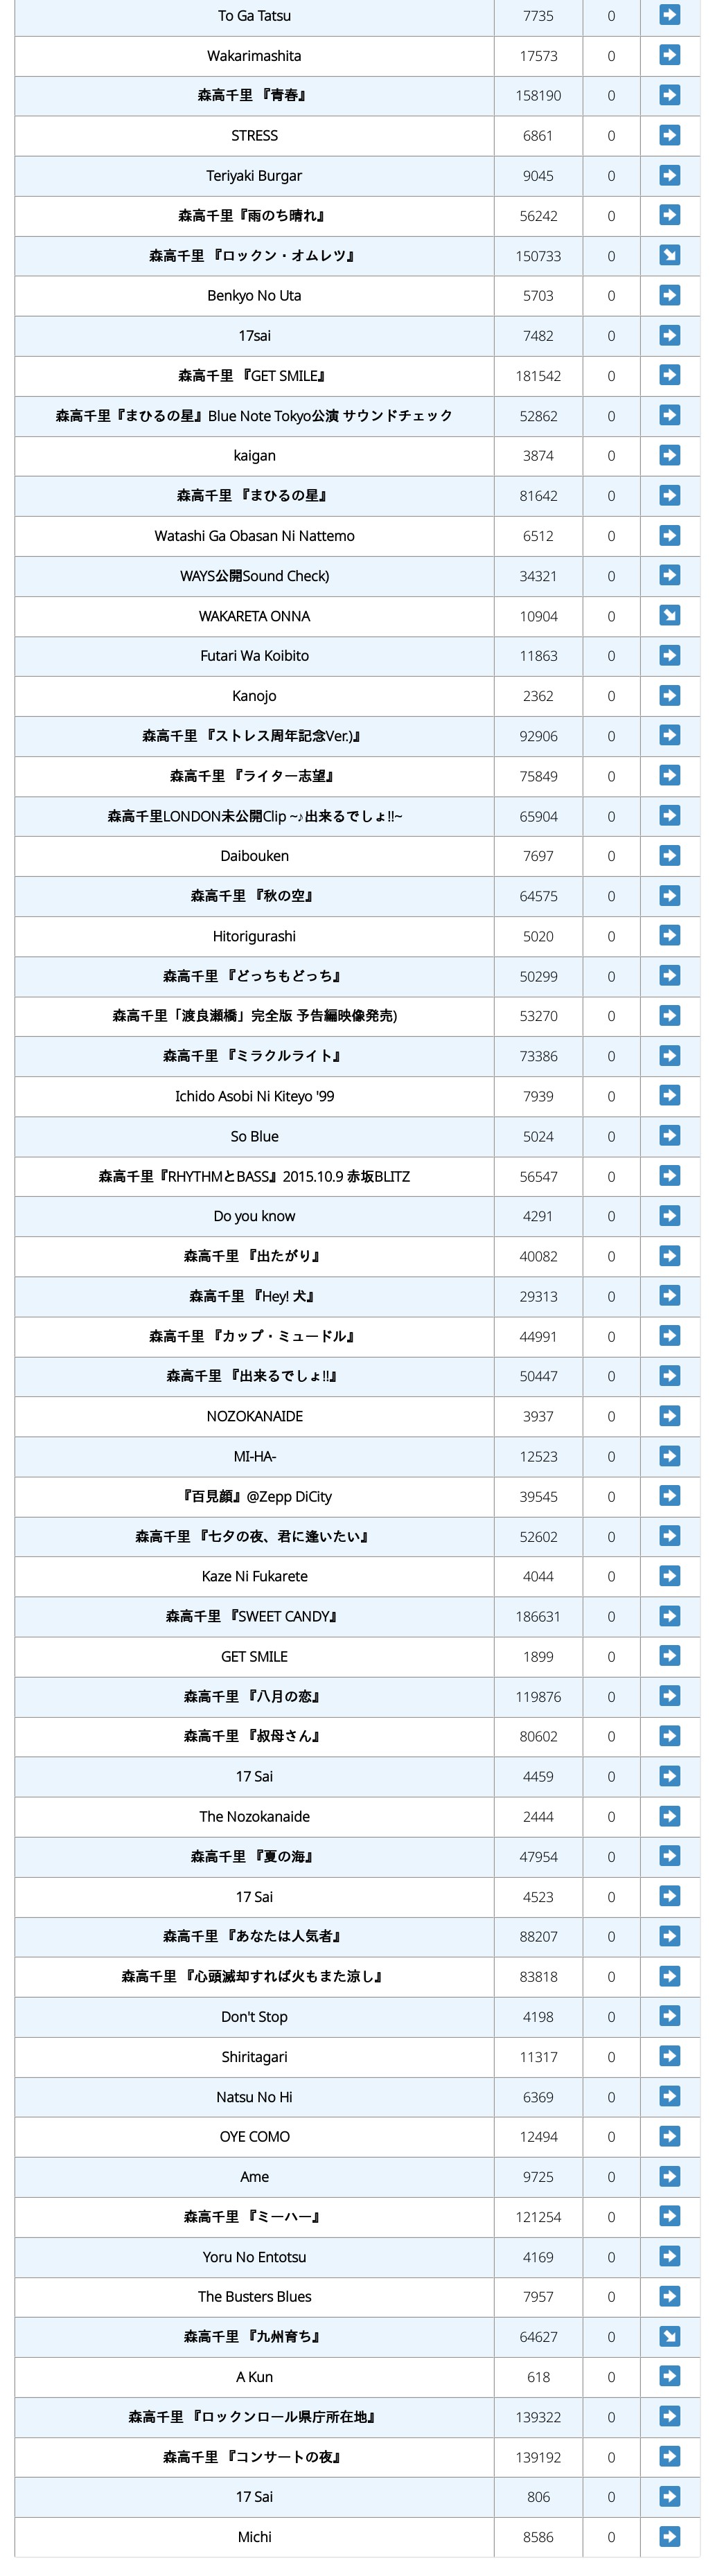 To Ga Tatsu 7735 0
Wakarimashita 17573 0
森高千里 『青春』 158190 0
STRESS 6861 0
Teriyaki Burgar 9045 0
森高千里『雨のち晴れ』 56242 0
森高千里 『ロックン・オムレツ』 150733 0
Benkyo No Uta 5703 0
17sai 7482 0
森高千里 『GET SMILE』 181542 0
森高千里『まひるの星』Blue Note Tokyo公演 サウンドチェック 52862 0
kaigan 3874 0
森高千里 『まひるの星』 81642 0
Watashi Ga Obasan Ni Nattemo 6512 0
WAYS公開Sound Check) 34321 0
WAKARETA ONNA 10904 0
Futari Wa Koibito 11863 0
Kanojo 2362 0
森高千里 『ストレス周年記念Ver.)』 92906 0
森高千里 『ライター志望』 75849 0
森高千里LONDON未公開Clip ~♪出来るでしょ!!~ 65904 0
Daibouken 7697 0
森高千里 『秋の空』 64575 0
Hitorigurashi 5020 0
森高千里 『どっちもどっち』 50299 0
森高千里「渡良瀬橋」完全版 予告編映像発売) 53270 0
森高千里 『ミラクルライト』 73386 0
Ichido Asobi Ni Kiteyo '99 7939 0
So Blue 5024 0
森高千里『RHYTHMとBASS』2015.10.9 赤坂BLITZ 56547 0
Do you know 4291 0
森高千里 『出たがり』 40082 0
森高千里 『Hey! 犬』 29313 0
森高千里 『カップ・ミュードル』 44991 0
森高千里 『出来るでしょ!!』 50447 0
NOZOKANAIDE 3937 0
MI-HA- 12523 0
『百見顔』@Zepp DiCity 39545 0
森高千里 『七夕の夜、君に逢いたい』 52602 0
Kaze Ni Fukarete 4044 0
森高千里 『SWEET CANDY』 186631 0
GET SMILE 1899 0
森高千里 『八月の恋』 119876 0
森高千里 『叔母さん』 80602 0
17 Sai 4459 0
The Nozokanaide 2444 0
森高千里 『夏の海』 47954 0
17 Sai 4523 0
森高千里 『あなたは人気者』 88207 0
森高千里 『心頭滅却すれば火もまた涼し』 83818 0
Don't Stop 4198 0
Shiritagari 11317 0
Natsu No Hi 6369 0
OYE COMO 12494 0
Ame 9725 0
森高千里 『ミーハー』 121254 0
Yoru No Entotsu 4169 0
The Busters Blues 7957 0
森高千里 『九州育ち』 64627 0
A Kun 618 0
森高千里 『ロックンロール県庁所在地』 139322 0
森高千里 『コンサートの夜』 139192 0
17 Sai 806 0
Michi 8586 0